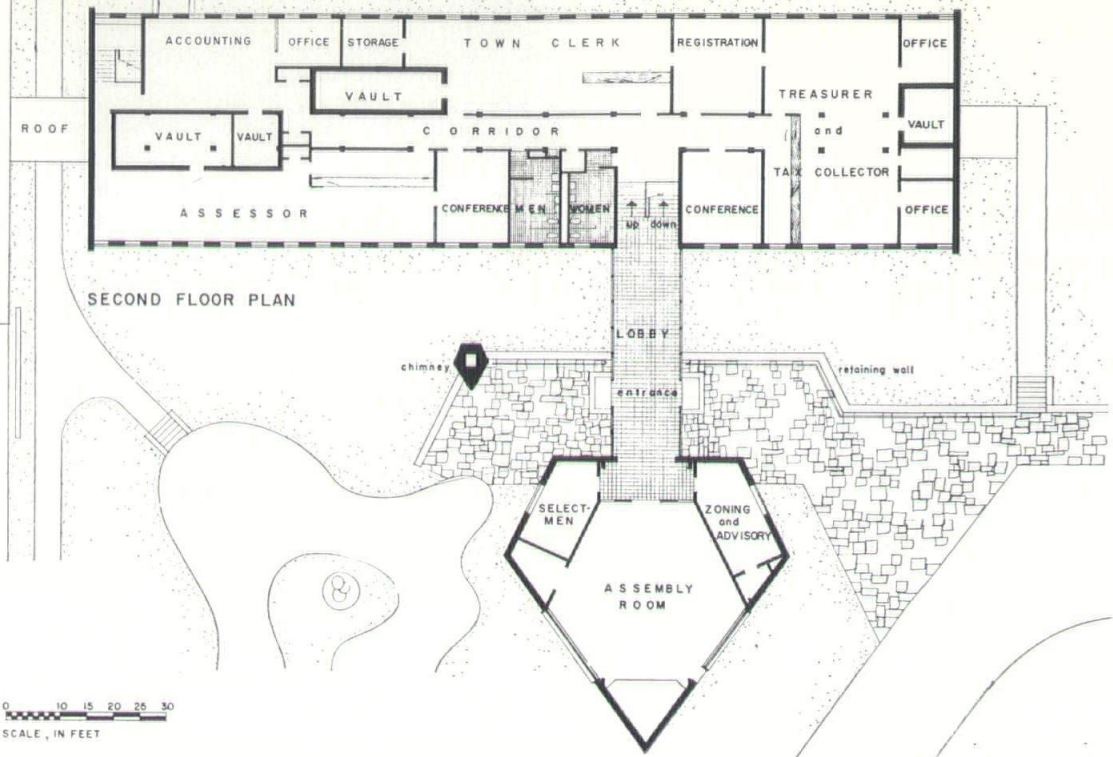 ACCOUNTING
OFFICE
STORAGE
TOWN CLERK
REGISTRATION
OFFICE
VAULT
TREASURER
and
TAX COLLECTOR
VAULT
ROOF
VAULT
VAULT
CORRIDOR
ASSESSOR
CONFERENCE
MEN
WOMEN
up
down
CONFERENCE
OFFICE
SECOND FLOOR PLAN
LOBBY
chimney
retaining wall
entrance
SELECT-
MEN
ZONING
and
ADVISORY
ASSEMBLY
ROOM
0 10 15 20 25 30
SCALE, IN FEET